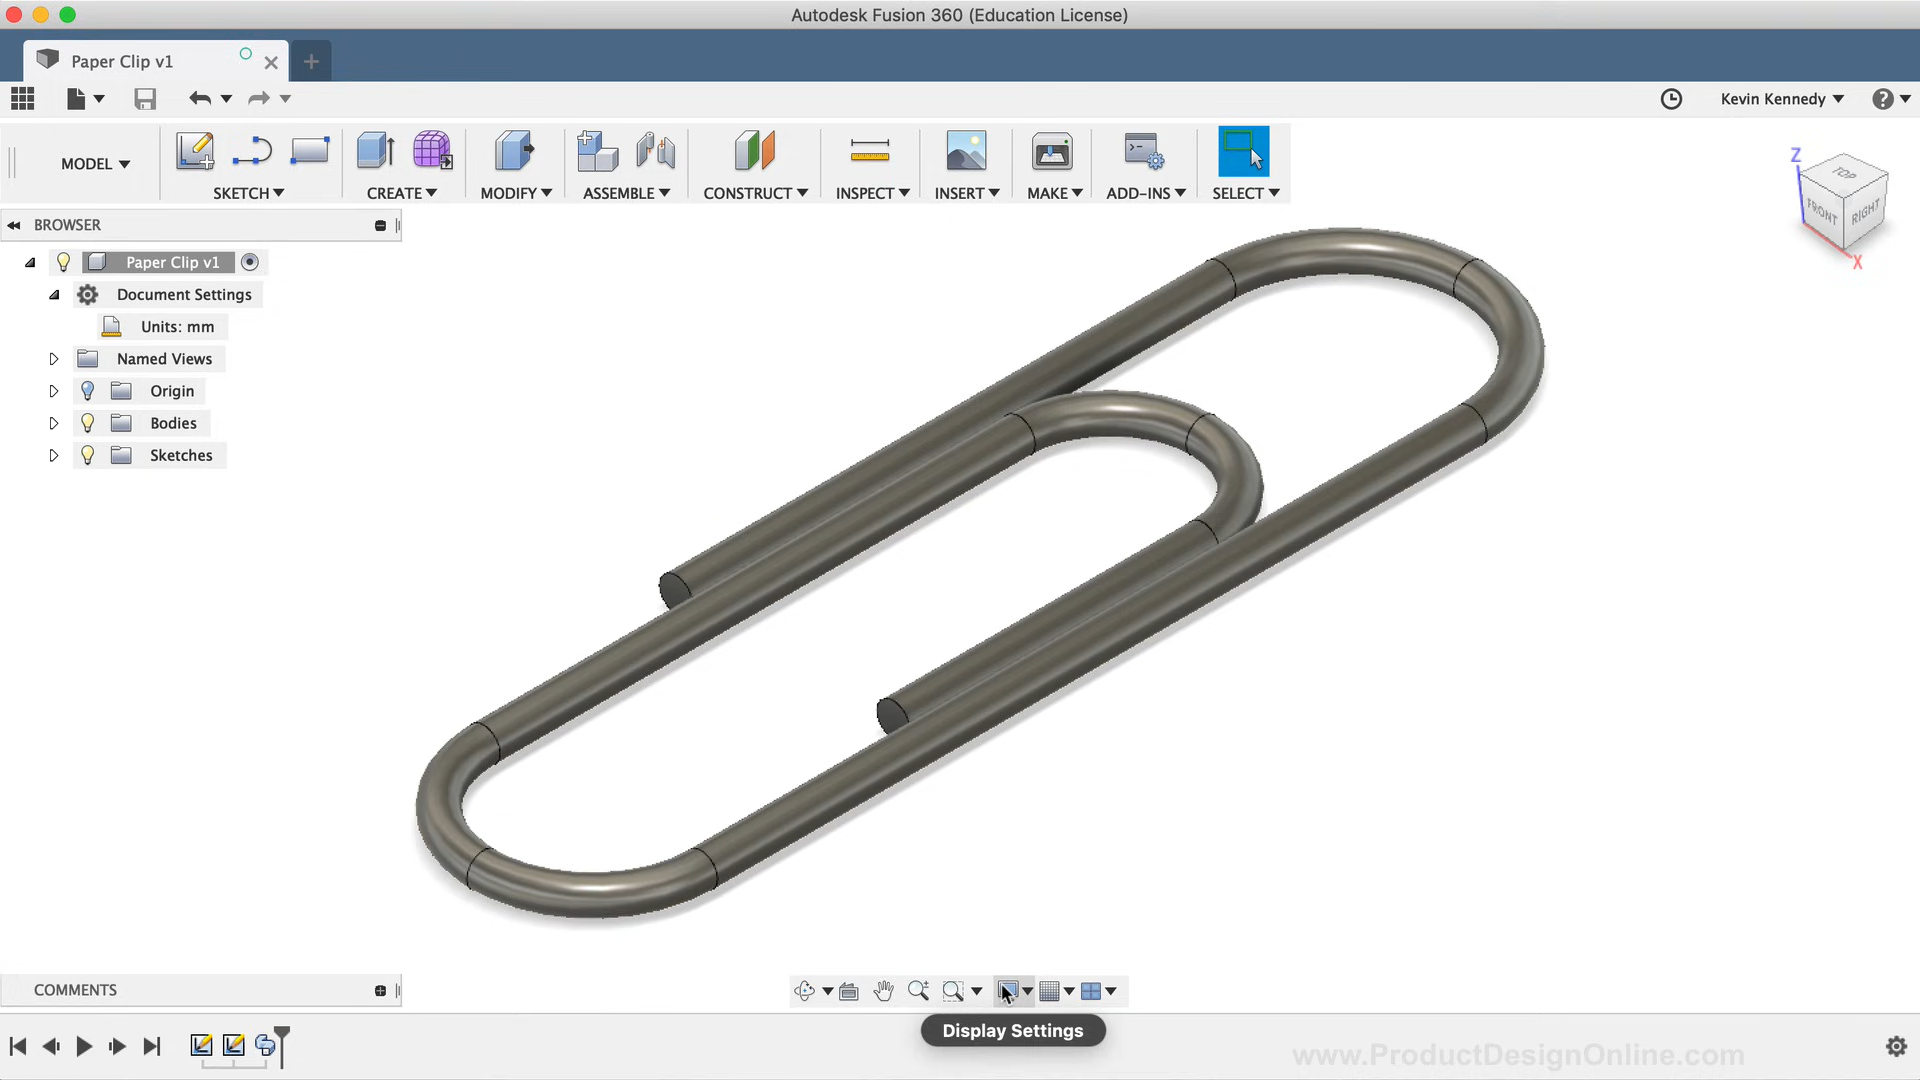 Autodesk Fusion 360 (Education License)
Paper Clip v1
Kevin Kennedy
MODEL
SKETCH
CREATE
MODIFY
ASSEMBLE
CONSTRUCT
INSPECT
INSERT
MAKE
ADD-INS
SELECT
Z
TOP
FRONT
RIGHT
X
BROWSER
Paper Clip v1
Document Settings
Units: mm
Named Views
Origin
Bodies
Sketches
COMMENTS
Display Settings
www.ProductDesignOnline.com